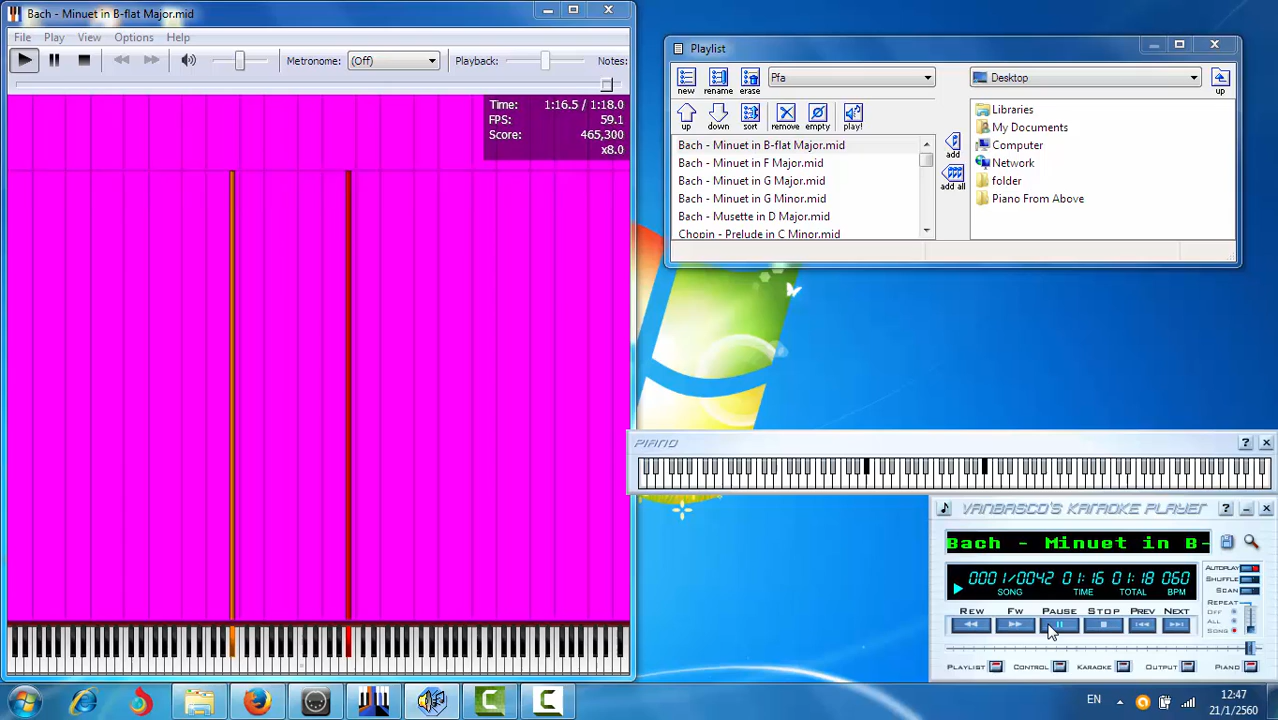 Bach - Minuet in B-flat Major.mid
File Play View Options Help
Metronome: (Off) Playback: Notes:
Time: 1:16.5 / 1:18.0
FPS: 59.1
Score: 465,300
x8.0
Playlist
new rename erase Pfa
Desktop up
up down sort remove empty play!
add
add all
Bach - Minuet in B-flat Major.mid
Bach - Minuet in F Major.mid
Bach - Minuet in G Major.mid
Bach - Minuet in G Minor.mid
Bach - Musette in D Major.mid
Chopin - Prelude in C Minor.mid
Libraries
My Documents
Computer
Network
folder
Piano From Above
PIANO ?
VANBASCO'S KARAOKE PLAYER ?
Bach - Minuet in B-
0001/0042 01:16 01:18 060
SONG TIME TOTAL BPM
AUTOPLAY
SHUFFLE
SCAN
REPEAT
OFF
ALL
SONG
REW FW PAUSE STOP PREV NEXT
PLAYLIST CONTROL KARAOKE OUTPUT PIANO
EN
12:47
21/1/2560